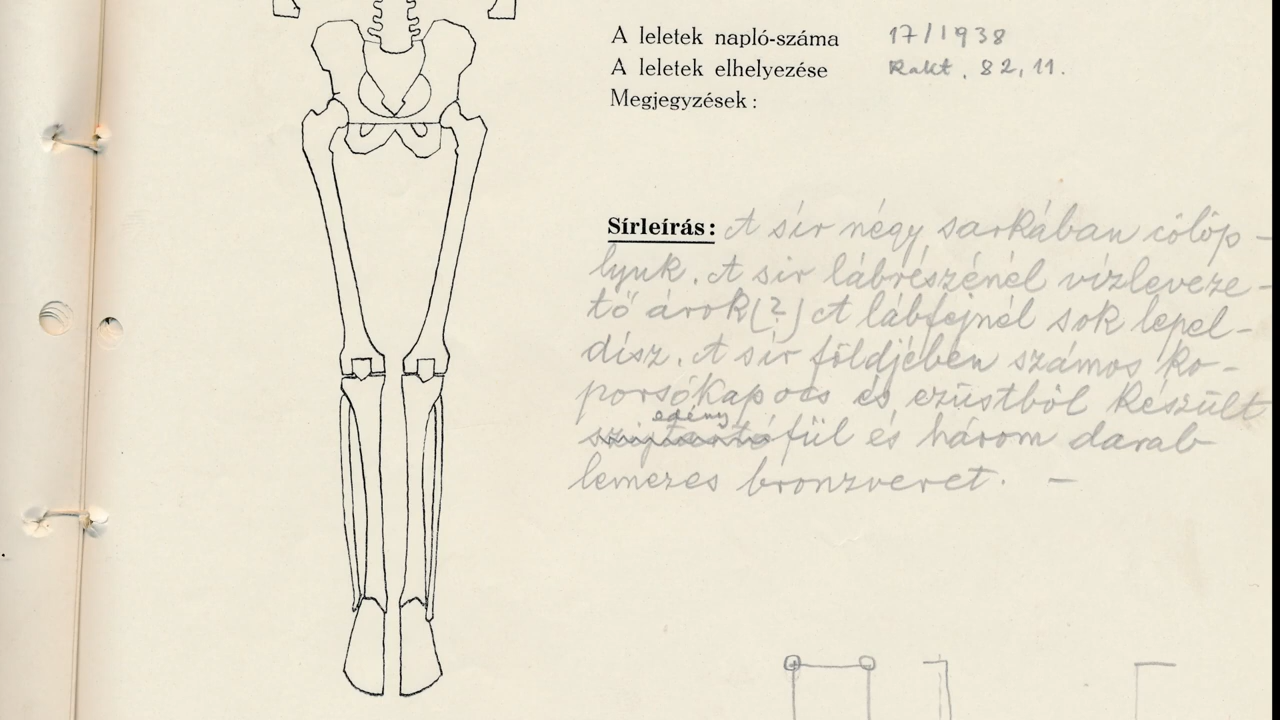 A leletek napló-száma 17/1938
A leletek elhelyezése Rakt. 82, 11.
Megjegyzések:
Sírleírás: A sír négy sarkában cölöp-
lyuk. A sír lábrészénél vízleveze-
tő árok(?) A lábfejnél sok lepel-
dísz. A sír földjében számos ko-
porsókapocs és ezüstből készült
edény
fül és három darab
lemezes bronzveret. -